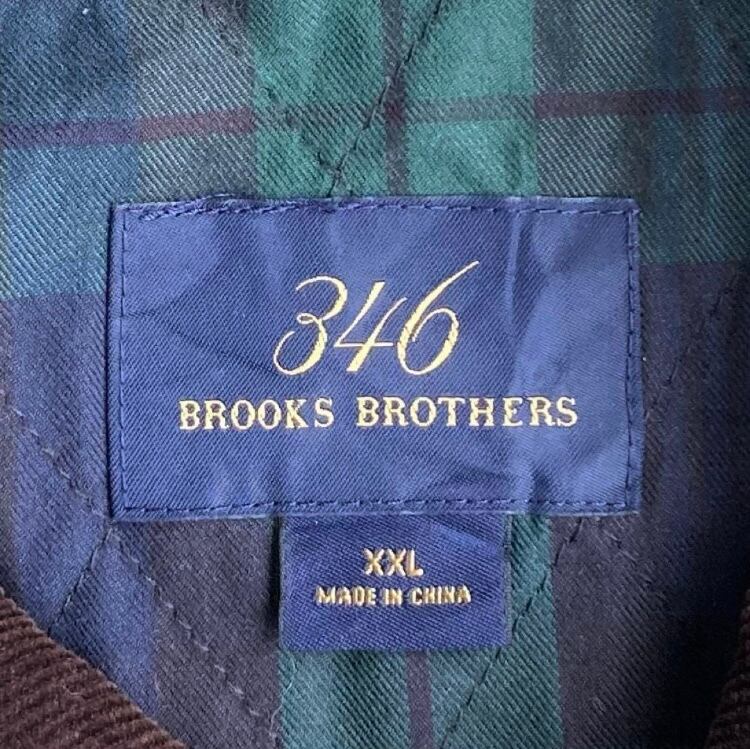 346
BROOKS BROTHERS
XXL
MADE IN CHINA